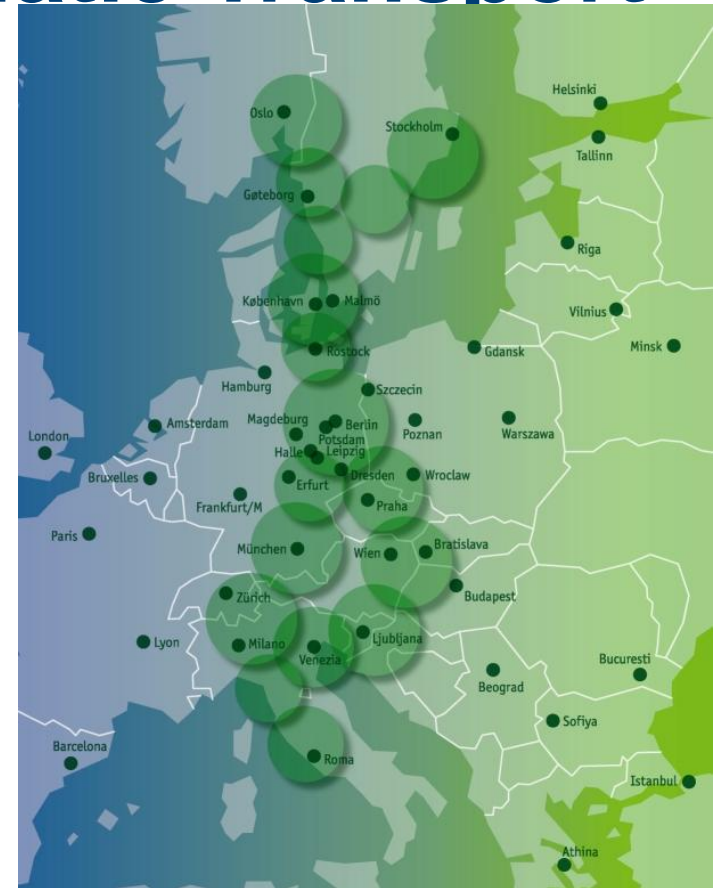 Transport
Helsinki
Oslo
Stockholm
Tallinn
Gøteborg
Riga
København
Malmö
Vilnius
Rostock
Gdansk
Minsk
Hamburg
Szczecin
Amsterdam
Magdeburg
Berlin
Potsdam
Poznan
Warszawa
London
Halle
Leipzig
Bruxelles
Dresden
Wroclaw
Erfurt
Frankfurt/M
Praha
Paris
München
Wien
Bratislava
Zürich
Budapest
Lyon
Milano
Ljubljana
Venezia
Bucuresti
Beograd
Sofiya
Barcelona
Roma
Istanbul
Athina